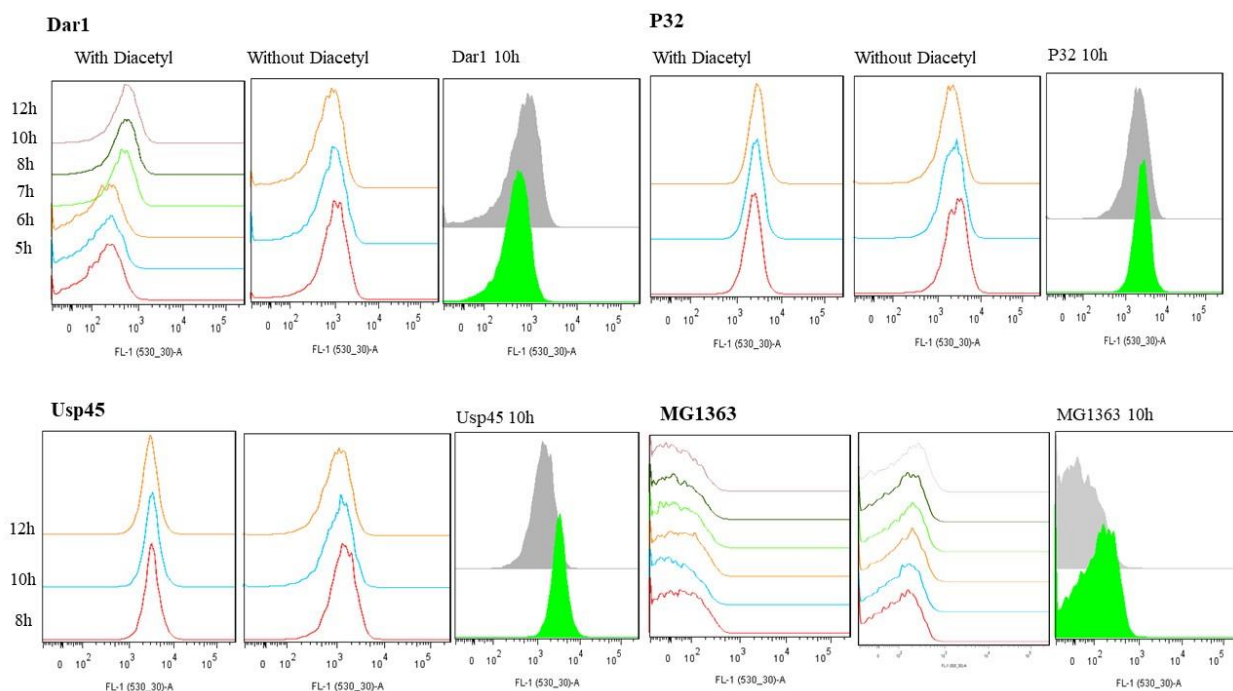 Dar1
P32
With Diacetyl
Without Diacetyl
Dar1 10h
With Diacetyl
Without Diacetyl
P32 10h
12h
10h
8h
7h
6h
5h
0 10² 10³ 10⁴ 10⁵
0 10² 10³ 10⁴ 10⁵
0 10² 10³ 10⁴ 10⁵
0 10² 10³ 10⁴ 10⁵
0 10² 10³ 10⁴ 10⁵
0 10² 10³ 10⁴ 10⁵
FL-1 (530_30)-A
FL-1 (530_30)-A
FL-1 (530_30)-A
FL-1 (530_30)-A
FL-1 (530_30)-A
FL-1 (530_30)-A
Usp45
MG1363
Usp45 10h
MG1363 10h
12h
10h
8h
0 10² 10³ 10⁴ 10⁵
0 10² 10³ 10⁴ 10⁵
0 10² 10³ 10⁴ 10⁵
0 10² 10³ 10⁴ 10⁵
0 10² 10³ 10⁴ 10⁵
FL-1 (530_30)-A
FL-1 (530_30)-A
FL-1 (530_30)-A
FL-1 (530_30)-A
FL-1 (530_30)-A